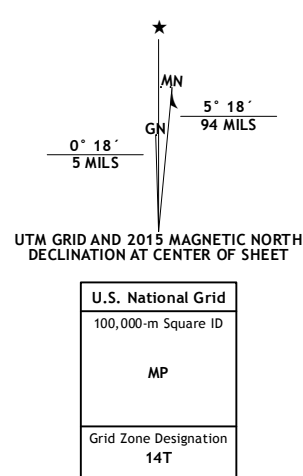 ★
MN
GN
5° 18´
94 MILS
0° 18´
5 MILS
UTM GRID AND 2015 MAGNETIC NORTH
DECLINATION AT CENTER OF SHEET
U.S. National Grid
100,000-m Square ID
MP
Grid Zone Designation
14T